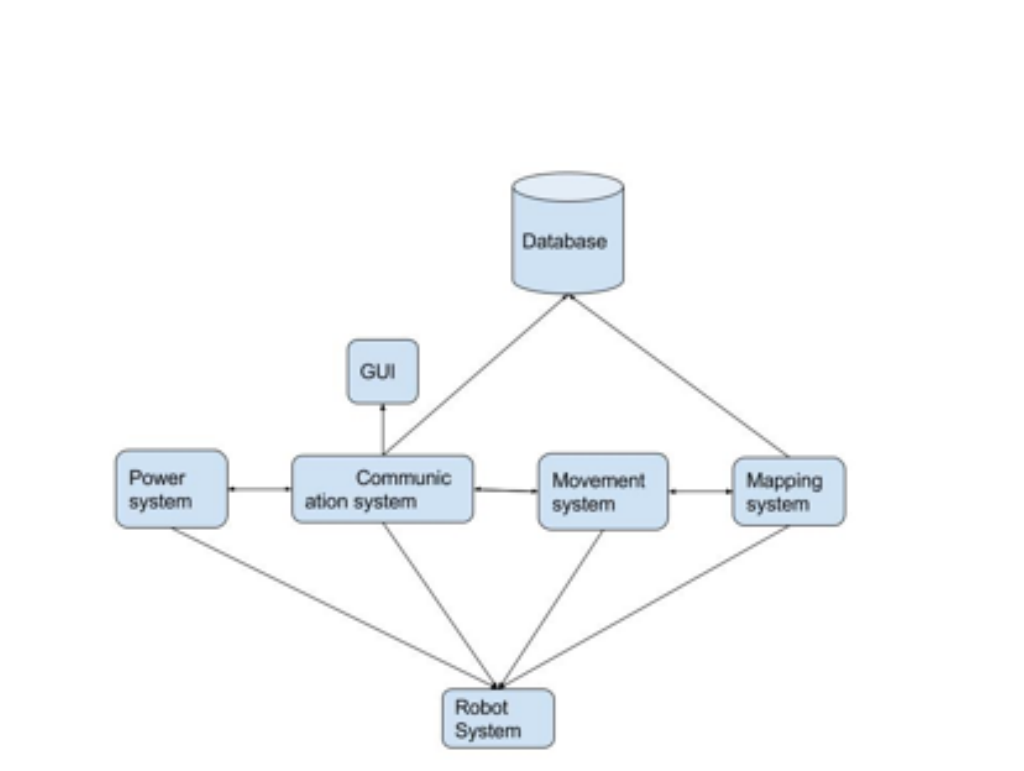 Database
GUI
Power
system
Communic
ation system
Movement
system
Mapping
system
Robot
System